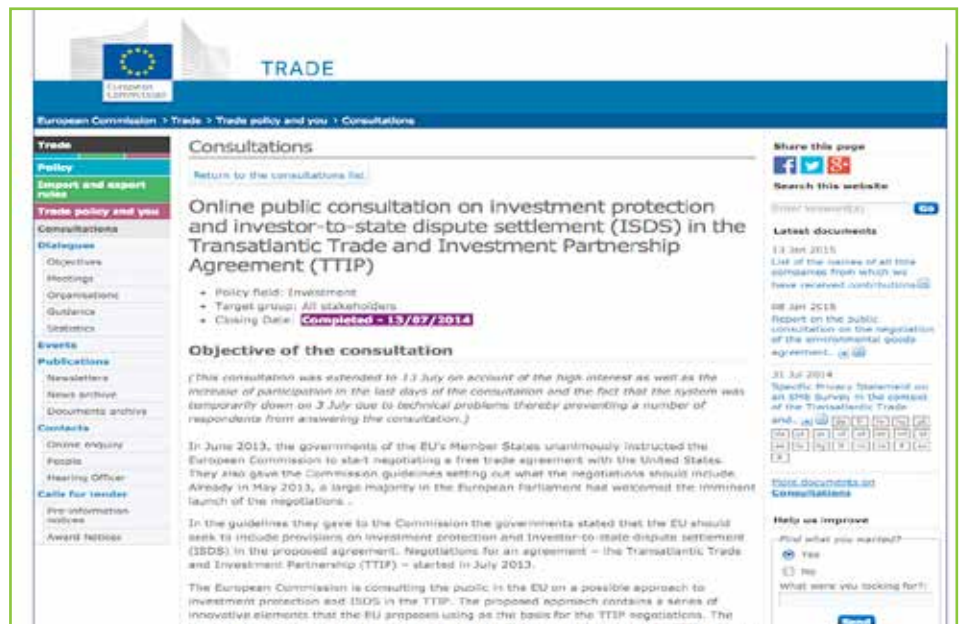 European Commission
TRADE
European Commission > Trade > Trade policy and you > Consultations
Trade
Policy
Import and export rules
Trade policy and you
Consultations
Dialogues
Objectives
Meetings
Organisations
Guidance
Statistics
Events
Publications
Newsletters
News archive
Documents archive
Contacts
Online enquiry
People
Hearing Officer
Calls for tender
Pre-information notices
Award Notices
Consultations
Return to the consultations list
Online public consultation on investment protection
and investor-to-state dispute settlement (ISDS) in the
Transatlantic Trade and Investment Partnership
Agreement (TTIP)
• Policy field: Investment
• Target group: All stakeholders
• Closing Date: Completed - 13/07/2014
Objective of the consultation
(This consultation was extended to 13 July on account of the high interest as well as the
increase of participation in the last days of the consultation and the fact that the system was
temporarily down on 3 July due to technical problems thereby preventing a number of
respondents from answering the consultation.)
In June 2013, the governments of the EU's Member States unanimously instructed the
European Commission to start negotiating a free trade agreement with the United States.
They also gave the Commission guidelines setting out what the negotiations should include.
Already in May 2013, a large majority in the European Parliament had welcomed the imminent
launch of the negotiations .
In the guidelines they gave to the Commission the governments stated that the EU should
seek to include provisions on investment protection and investor-to-state dispute settlement
(ISDS) in the proposed agreement. Negotiations for an agreement – the Transatlantic Trade
and Investment Partnership (TTIP) – started in July 2013.
The European Commission is consulting the public in the EU on a possible approach to
investment protection and ISDS in the TTIP. The proposed approach contains a series of
innovative elements that the EU proposes using as the basis for the TTIP negotiations. The
Share this page
Search this website
Enter keyword(s)
Go
Latest documents
13 Jan 2015
List of the names of all
companies from which we
have received contributions
08 Jan 2015
Report on the public
consultation on the negotiation
of the environmental goods
agreement.
31 Jul 2014
Specific Privacy Statement on
an SME Survey in the context
of the Transatlantic Trade
and..
More documents on
Consultations
Help us improve
Find what you wanted?
Yes
No
What were you looking for?:
Send